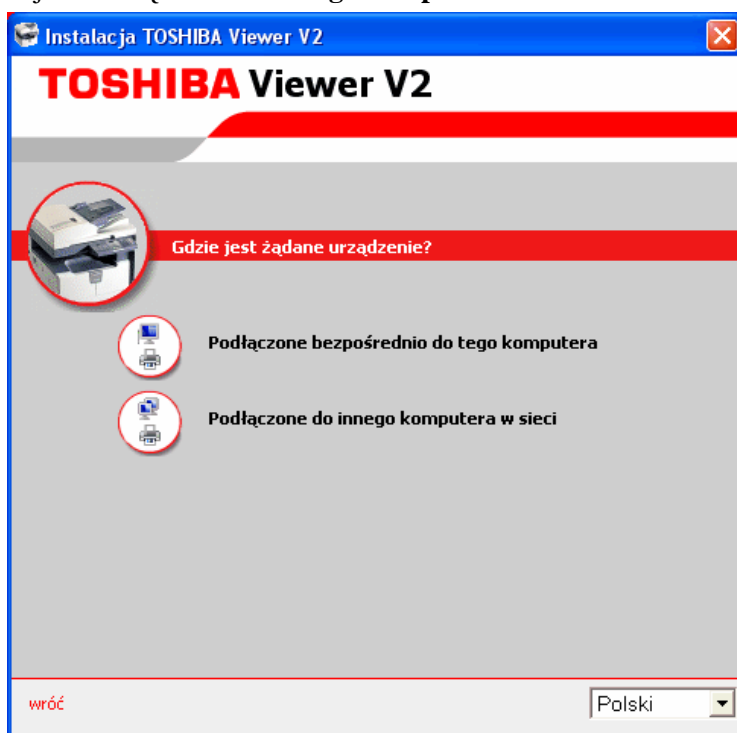 Instalacja TOSHIBA Viewer V2
TOSHIBA Viewer V2
Gdzie jest żądane urządzenie?
Podłączone bezpośrednio do tego komputera
Podłączone do innego komputera w sieci
wróć
Polski